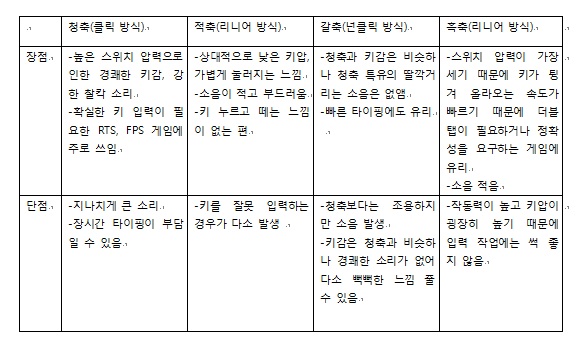 청축(클릭 방식).
적축(리니어 방식)
갈축(넌클릭 방식).
흑축(리니어 방식)
장점
-높은 스위치 압력으로
인한 경쾌한 키감, 강
한 찰칵 소리.
-확실한 키 입력이 필
요한 RTS, FPS 게임에
주로 쓰임.
-상대적으로 낮은 키압,
가볍게 눌러지는 느낌.
-소음이 적고 부드러움.
-키 누르고 떼는 느낌
이 없는 편.
-청축과 키감은 비슷하
나 청축 특유의 딸깍거
리는 소음은 없앰.
-빠른 타이핑에도 유리.
-스위치 압력이 가장
세기 때문에 키가 튕
겨 올라오는 속도가
빠르기 때문에 더블
탭이 필요하거나 정확
성을 요구하는 게임에
유리.
-소음 적음.
단점
-지나치게 큰 소리.
-장시간 타이핑이 부담
일 수 있음.
-키를 잘못 입력하는
경우가 다소 발생
-청축보다는 조용하지
만 소음 발생
-키감은 청축과 비슷하
나 경쾌한 소리가 없어
다소 뻑뻑한 느낌 줄
수 있음.
-작동력이 높고 키압이
굉장히 높기 때문에
입력 작업에는 썩 좋
지 않음.